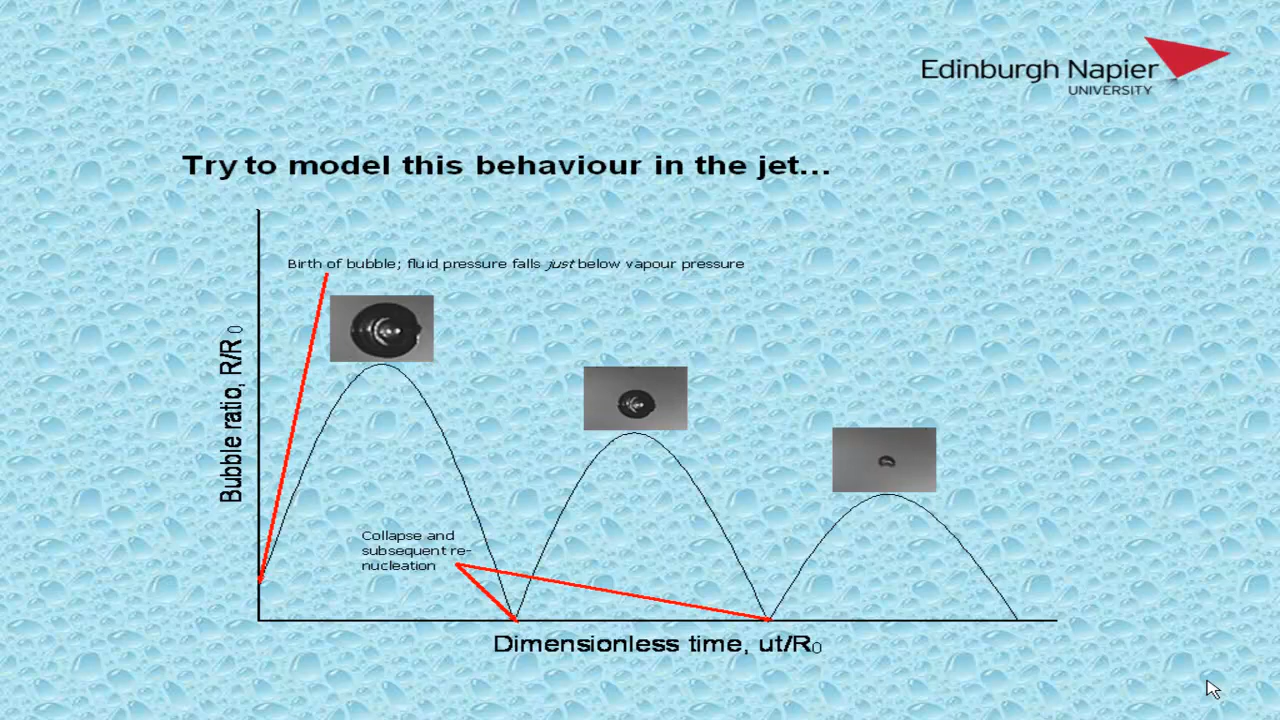 Edinburgh Napier
UNIVERSITY
Try to model this behaviour in the jet...
Birth of bubble; fluid pressure falls just below vapour pressure
Bubble ratio, R/R 0
Collapse and
subsequent re-
nucleation
Dimensionless time, ut/R0